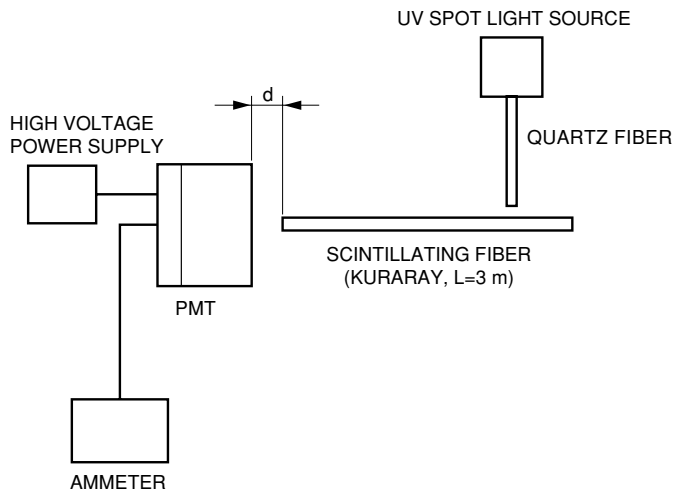 UV SPOT LIGHT SOURCE
d
HIGH VOLTAGE
POWER SUPPLY
QUARTZ FIBER
SCINTILLATING FIBER
(KURARAY, L=3 m)
PMT
AMMETER